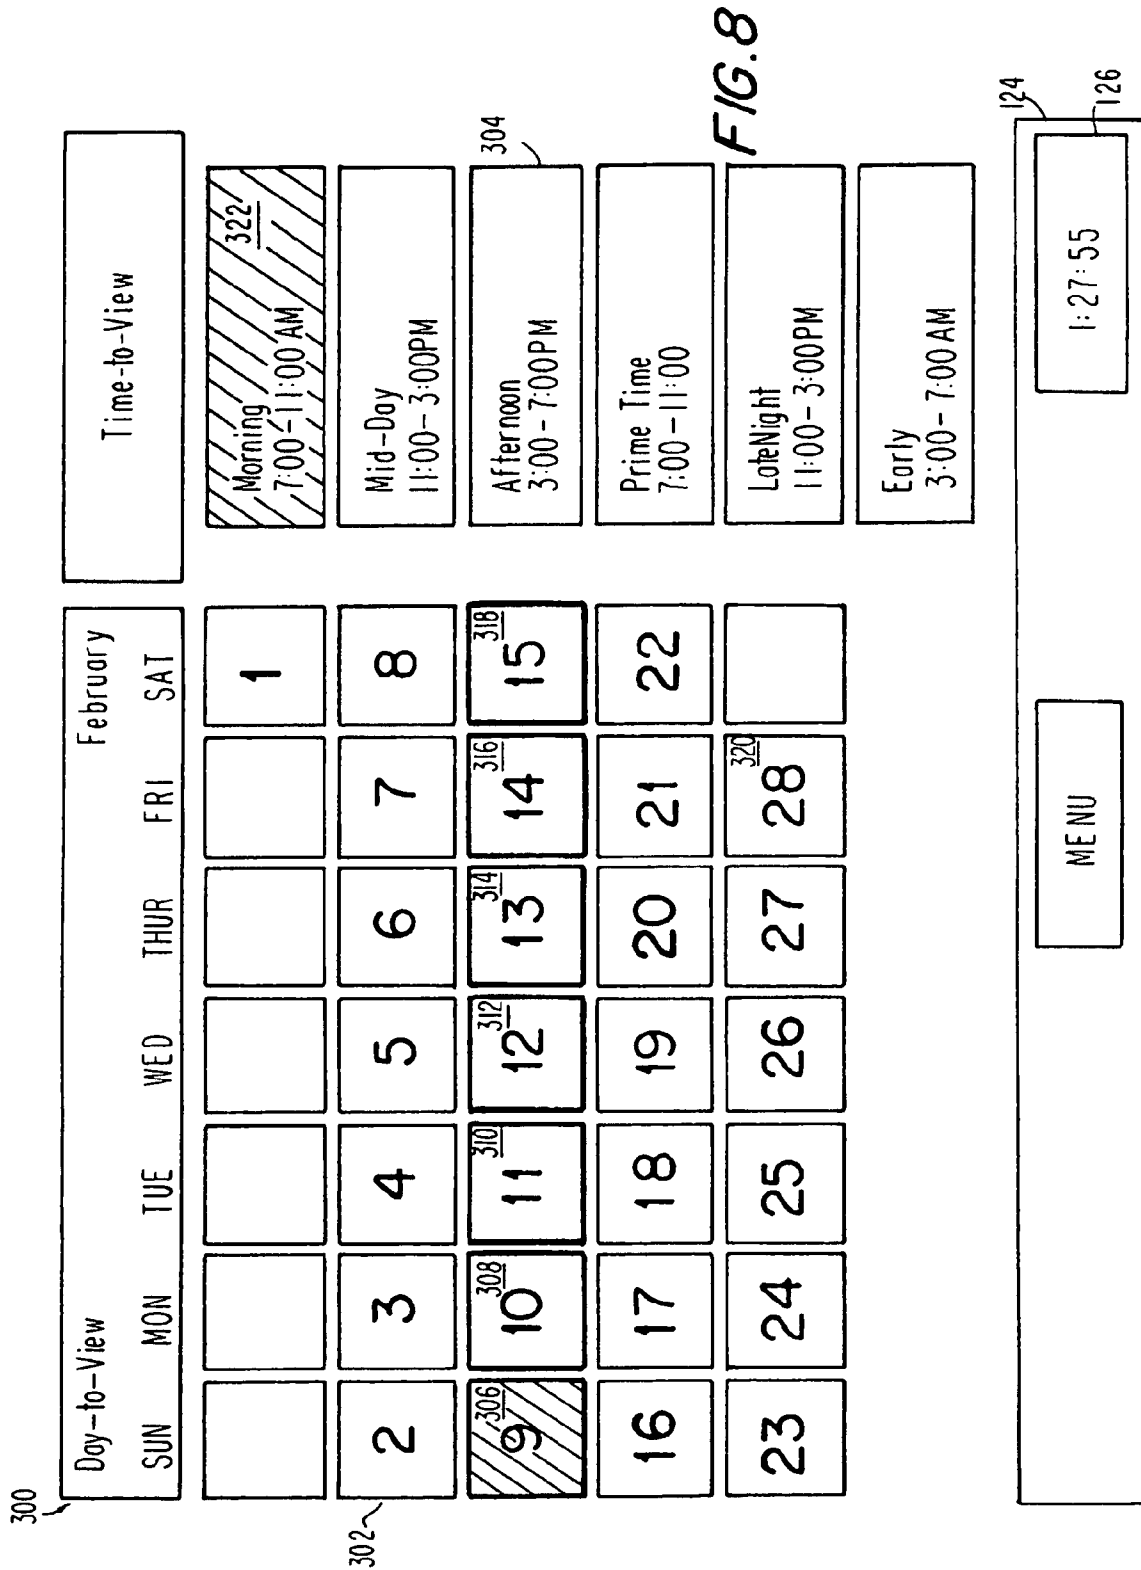 300
Day-to-View February
SUN MON TUE WED THUR FRI SAT
Time-to-View
1
302
2 3 4 5 6 7 8
9 306 10 308 11 310 12 312 13 314 14 316 15 318
16 17 18 19 20 21 22
23 24 25 26 27 28 320
322
Morning
7:00-11:00 AM
Mid-Day
11:00-3:00PM
304
Afternoon
3:00-7:00PM
Prime Time
7:00-11:00
LateNight
11:00-3:00PM
Early
3:00-7:00 AM
FIG. 8
MENU
1:27:55
124
126